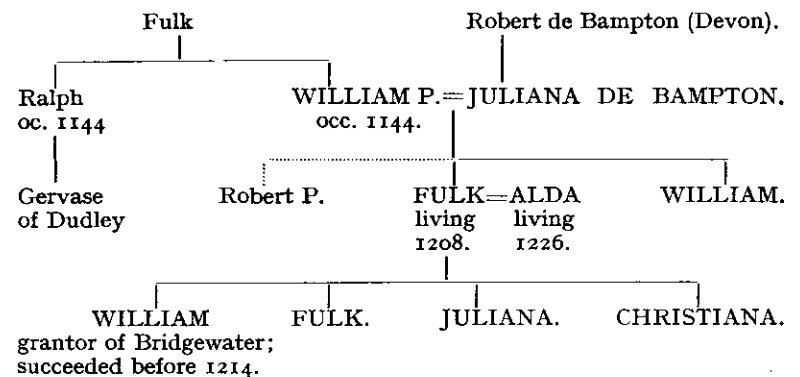 Fulk Robert de Bampton (Devon).
Ralph WILLIAM P.=JULIANA DE BAMPTON.
oc. 1144 occ. 1144.
Gervase Robert P. FULK=ALDA WILLIAM.
of Dudley living living
1208. 1226.
WILLIAM FULK. JULIANA. CHRISTIANA.
grantor of Bridgewater;
succeeded before 1214.